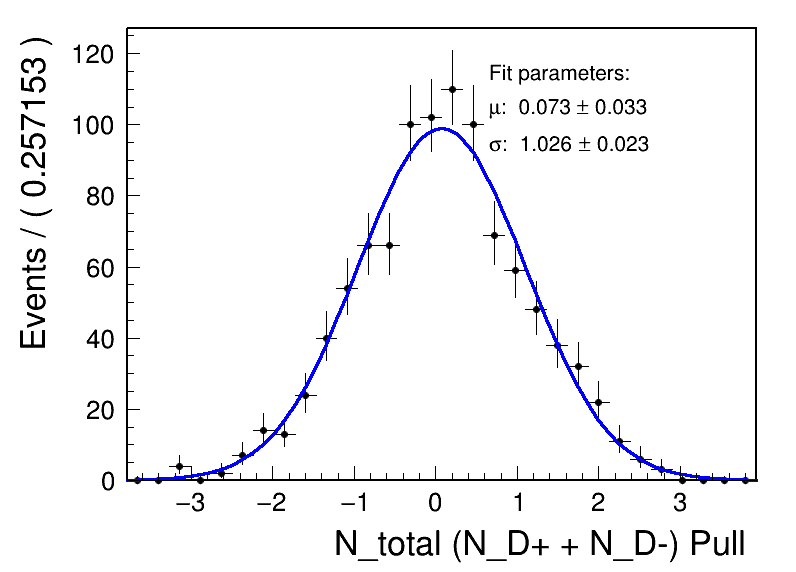 Events / ( 0.257153 )
120
100
80
60
40
20
0
Fit parameters:
μ: 0.073 ± 0.033
σ: 1.026 ± 0.023
−3 −2 −1 0 1 2 3
N_total (N_D+ + N_D-) Pull